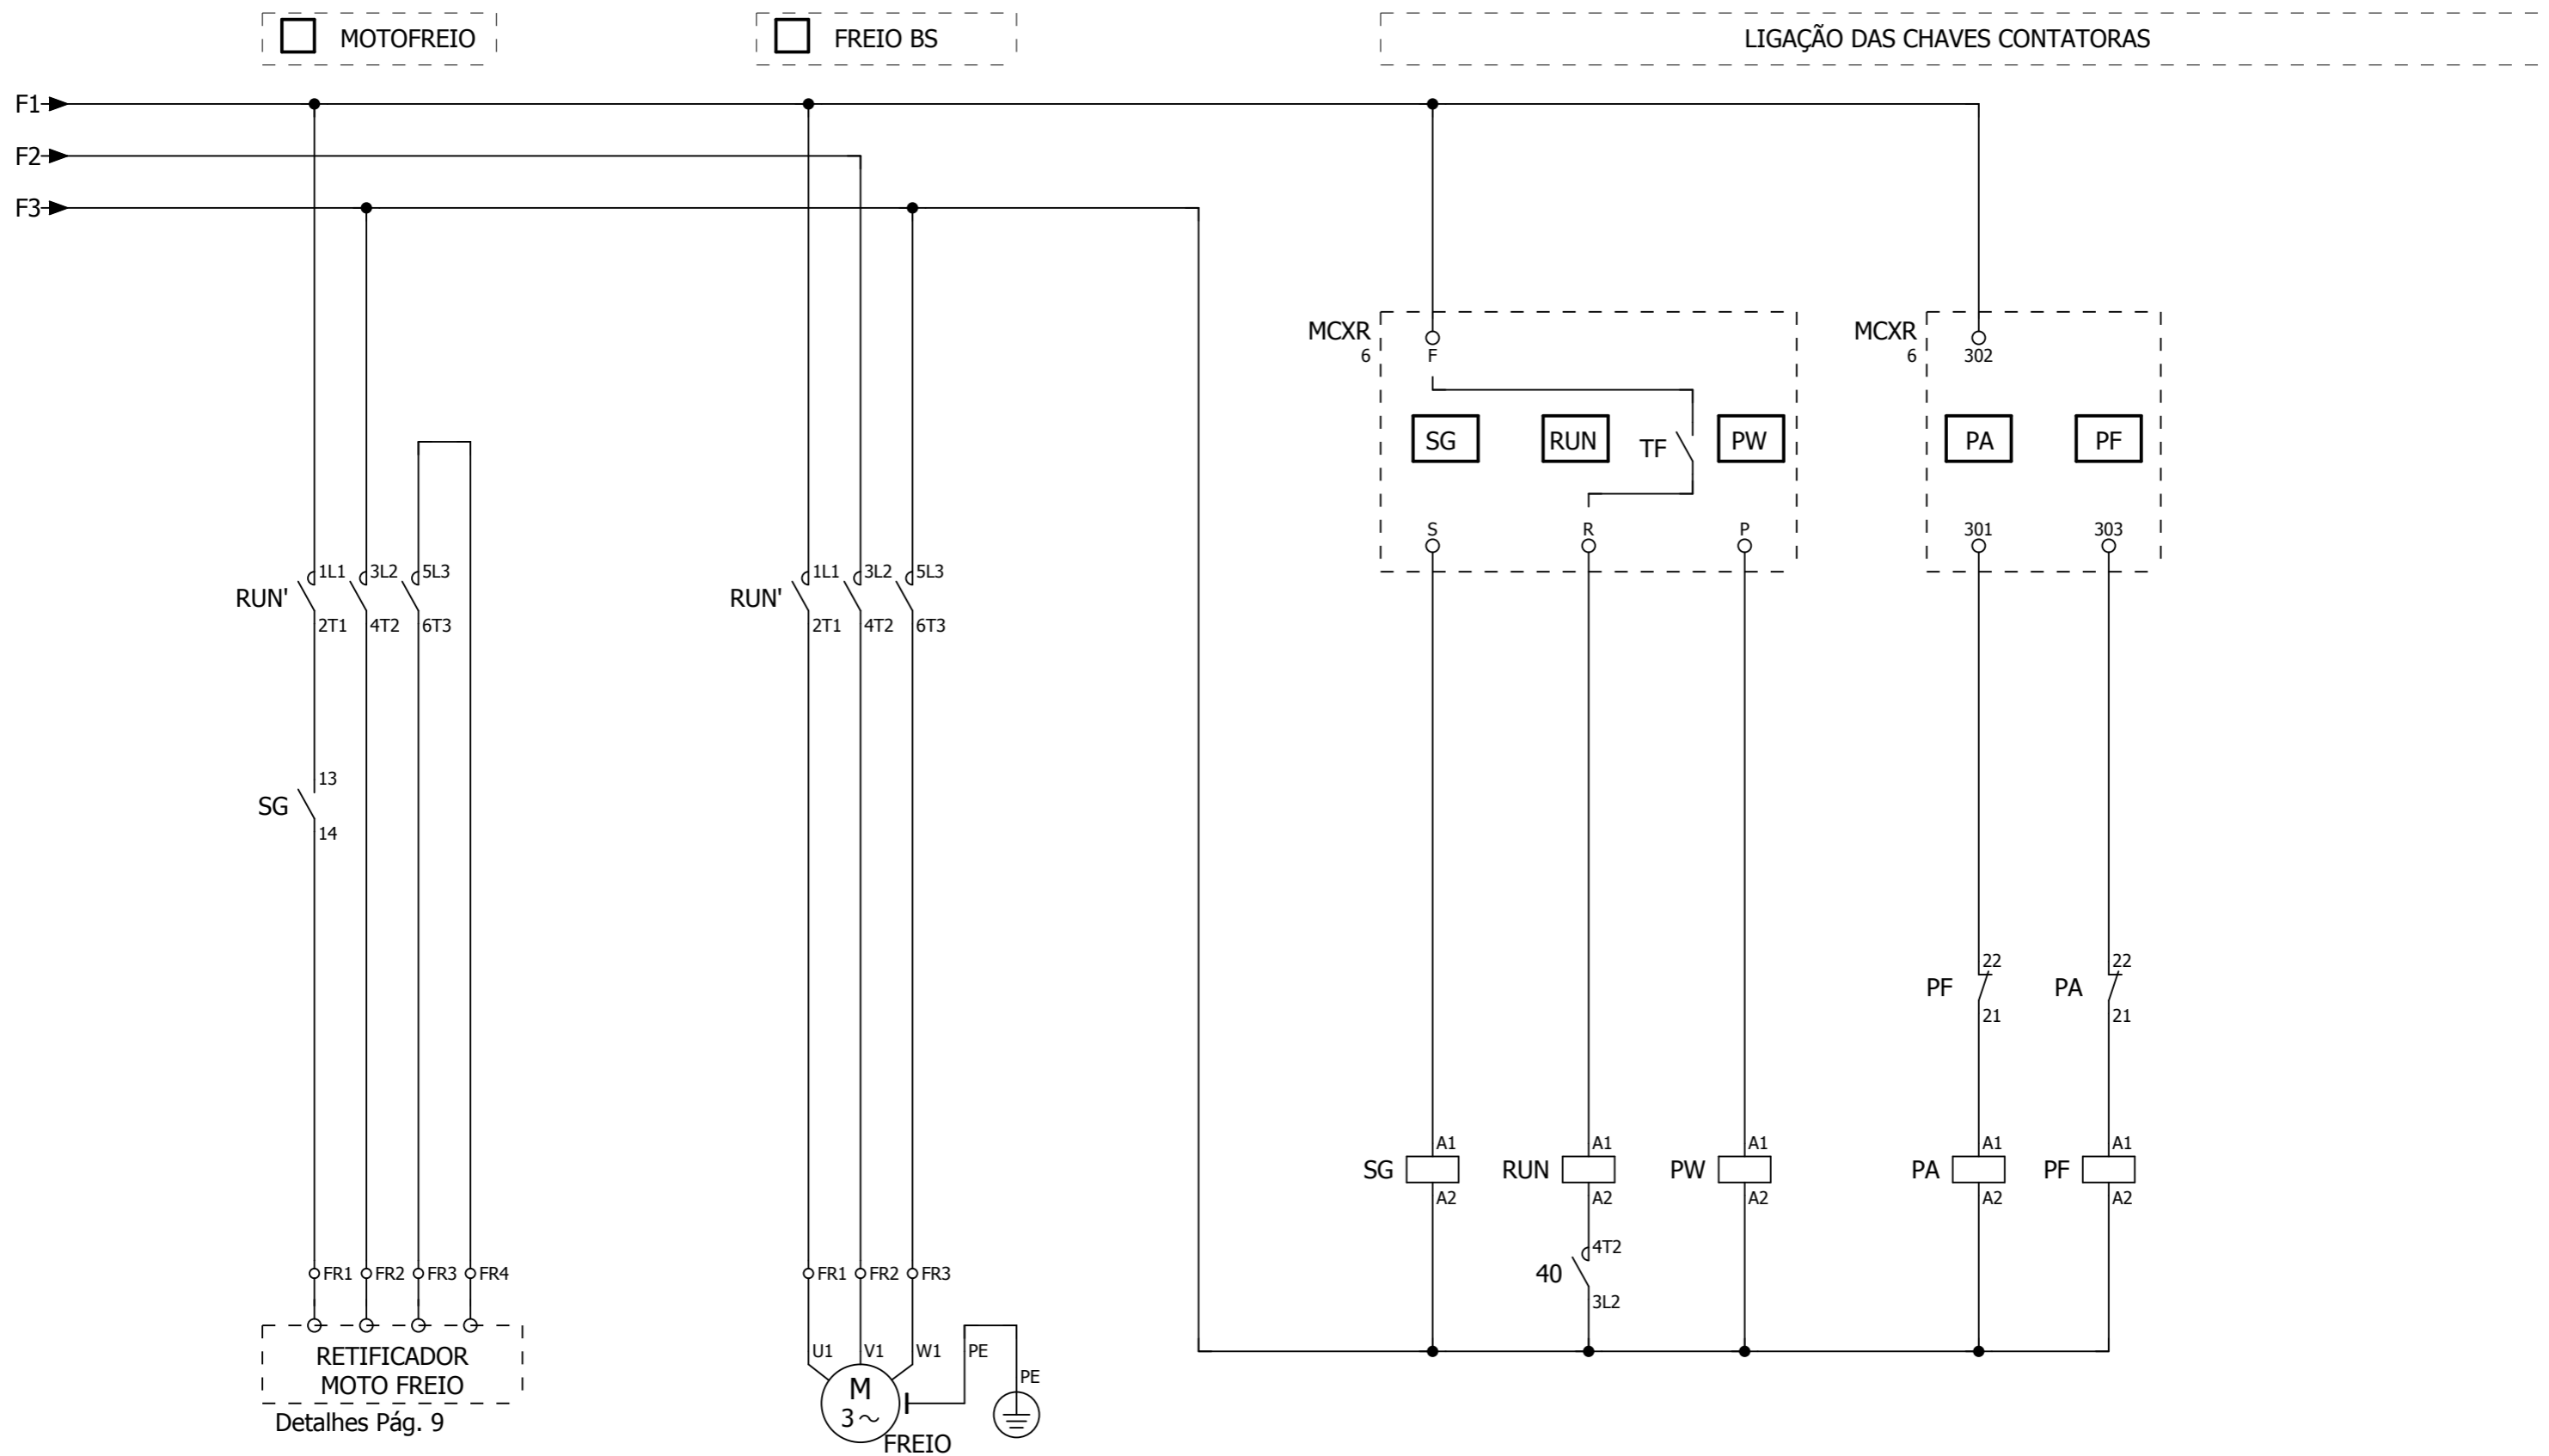 MOTOFREIO
FREIO BS
LIGAÇÃO DAS CHAVES CONTATORAS
F1
F2
F3
MCXR
6
F
MCXR
6
302
SG
RUN
TF
PW
PA
PF
S
R
P
301
303
RUN'
1L1
3L2
5L3
2T1
4T2
6T3
RUN'
1L1
3L2
5L3
2T1
4T2
6T3
SG
13
14
PF
22
21
PA
22
21
SG
A1
A2
RUN
A1
A2
PW
A1
A2
PA
A1
A2
PF
A1
A2
40
4T2
3L2
FR1
FR2
FR3
FR4
FR1
FR2
FR3
RETIFICADOR
MOTO FREIO
Detalhes Pág. 9
U1
V1
W1
PE
PE
M
3~
FREIO